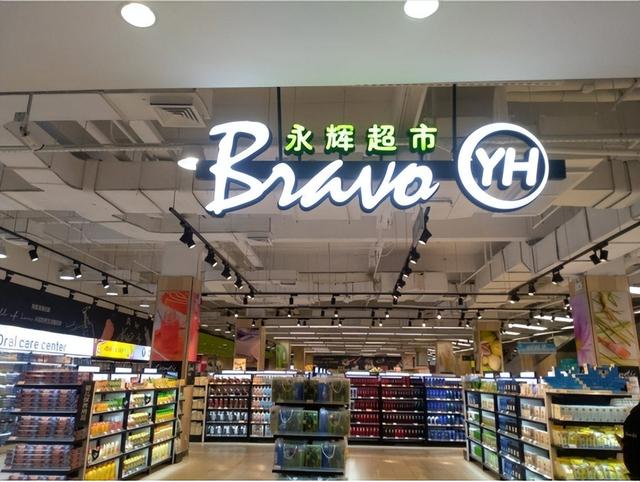 永辉超市
Bravo YH
Oral care center